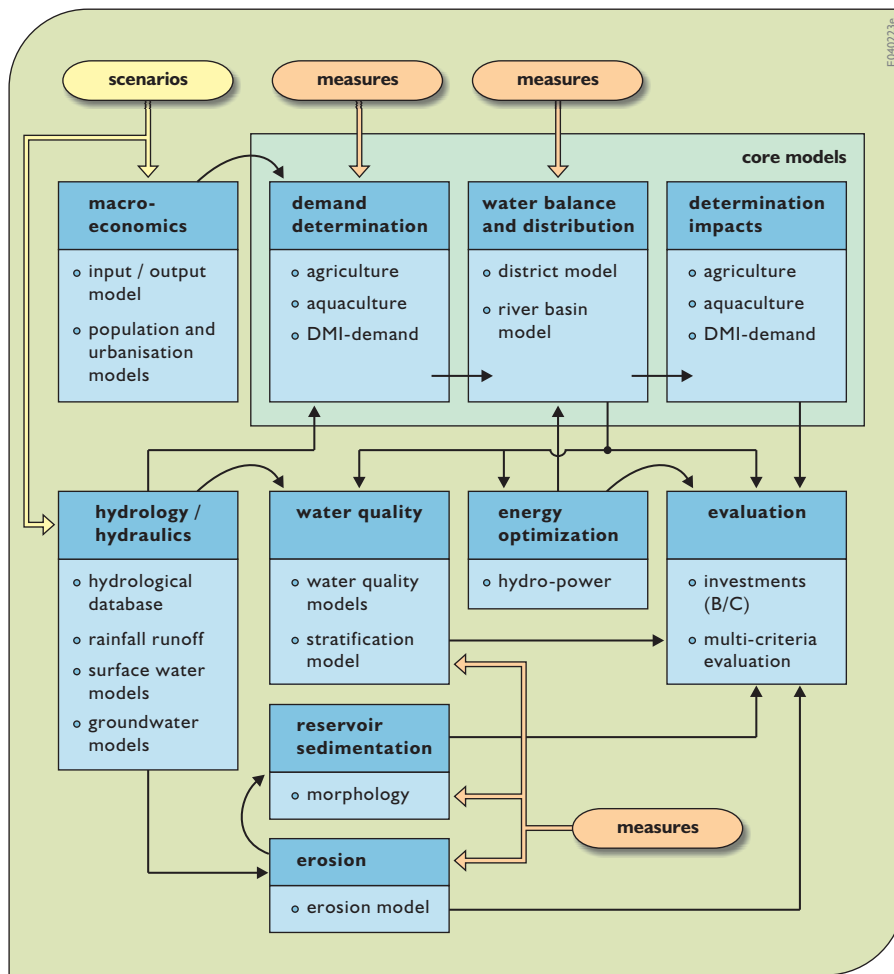 E040223e
scenarios
measures
measures
core models
macro-
economics
input / output
model
population and
urbanisation
models
demand
determination
agriculture
aquaculture
DMI-demand
water balance
and distribution
district model
river basin
model
determination
impacts
agriculture
aquaculture
DMI-demand
hydrology /
hydraulics
hydrological
database
rainfall runoff
surface water
models
groundwater
models
water quality
water quality
models
stratification
model
energy
optimization
hydro-power
evaluation
investments
(B/C)
multi-criteria
evaluation
reservoir
sedimentation
morphology
measures
erosion
erosion model